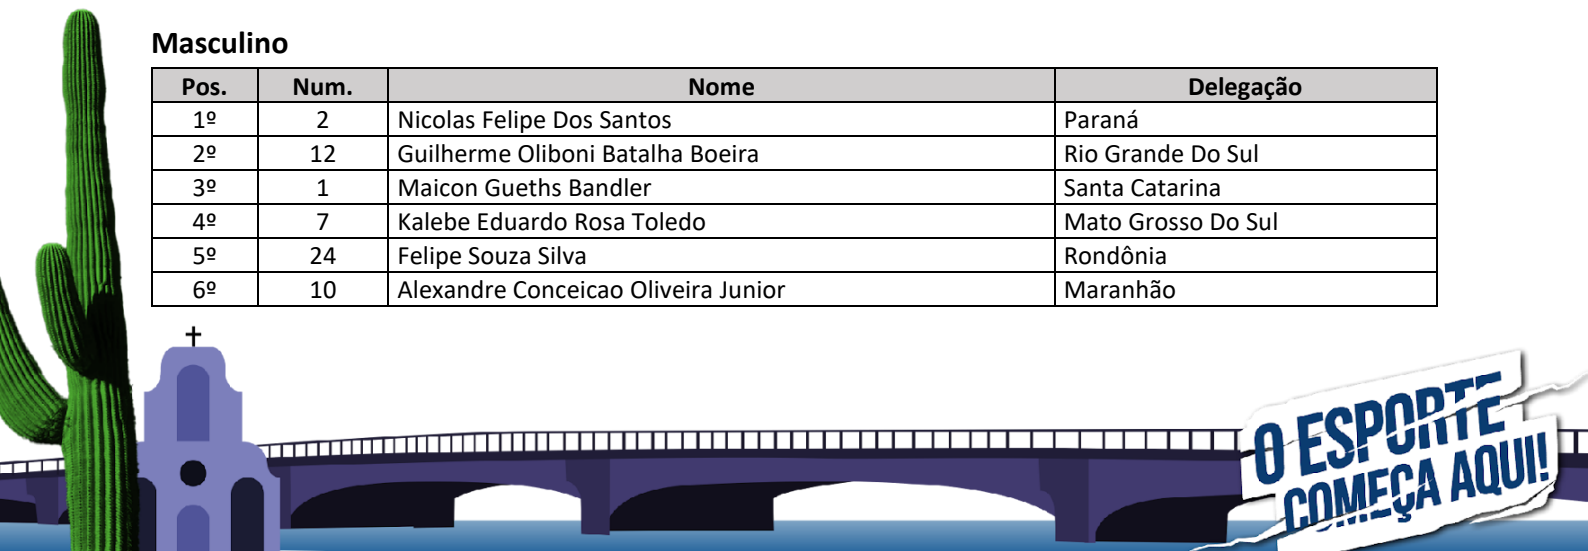 Masculino
Pos. Num. Nome Delegação
1º 2 Nicolas Felipe Dos Santos Paraná
2º 12 Guilherme Oliboni Batalha Boeira Rio Grande Do Sul
3º 1 Maicon Gueths Bandler Santa Catarina
4º 7 Kalebe Eduardo Rosa Toledo Mato Grosso Do Sul
5º 24 Felipe Souza Silva Rondônia
6º 10 Alexandre Conceicao Oliveira Junior Maranhão
O ESPORTE
COMEÇA AQUI!